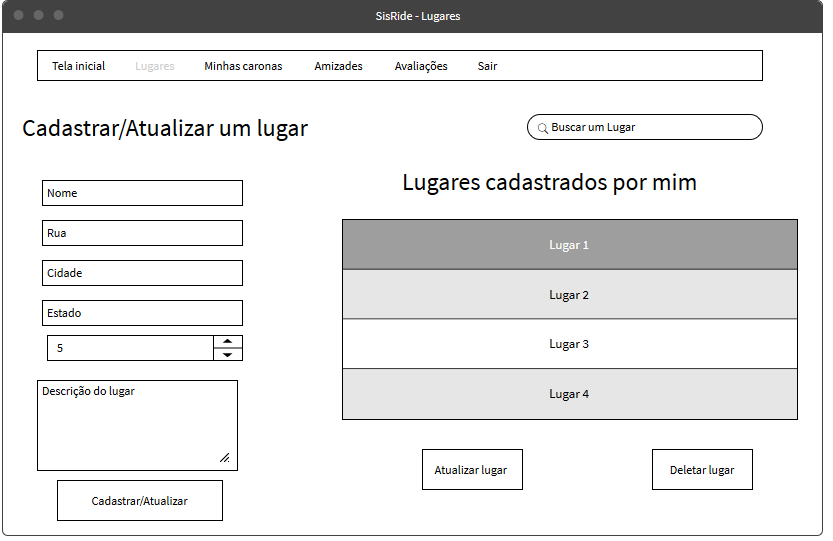 SisRide - Lugares
Tela inicial Lugares Minhas caronas Amizades Avaliações Sair
Cadastrar/Atualizar um lugar
Buscar um Lugar
Nome
Rua
Cidade
Estado
5
Descrição do lugar
Cadastrar/Atualizar
Lugares cadastrados por mim
Lugar 1
Lugar 2
Lugar 3
Lugar 4
Atualizar lugar
Deletar lugar